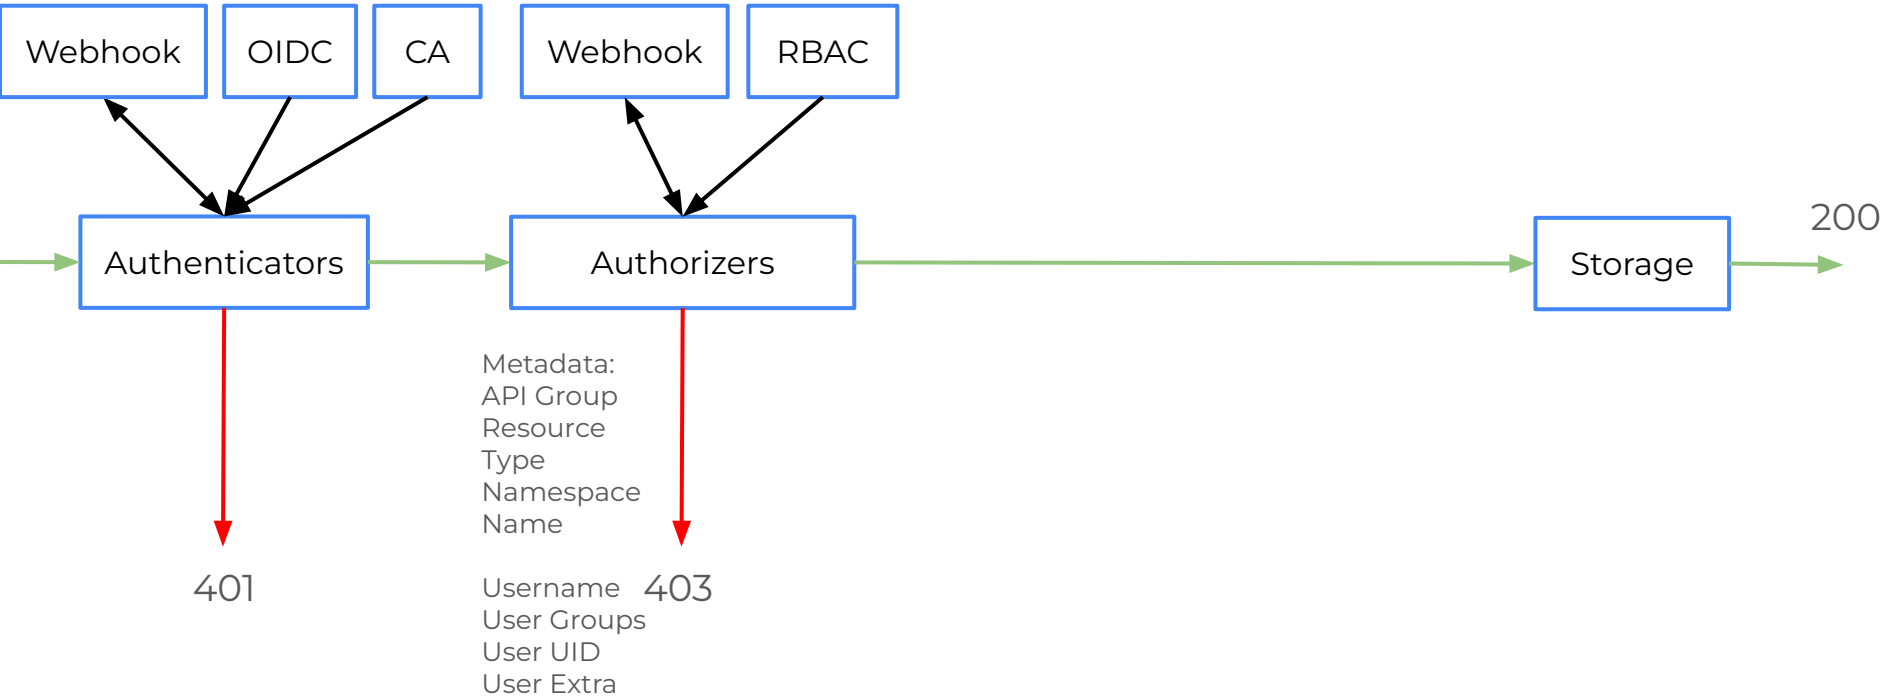 Webhook
OIDC
CA
Webhook
RBAC
Authenticators
Authorizers
Storage
200
Metadata:
API Group
Resource
Type
Namespace
Name
401
403
Username
User Groups
User UID
User Extra